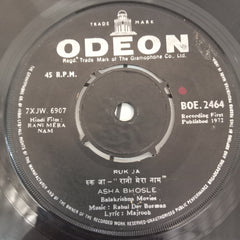 TRADE MARK
ODEON
Regd. Trade Mark of The Gramophone Co., Ltd.
45 R.P.M.
7XJW. 6907
BOE. 2464
Hindi Film:
RANI MERA
NAM
Recording First
Published 1972
RUK JA
रुक जा - "रानी मेरा नाम"
ASHA BHOSLE
Balakrishna Movies
Music : Rahul Dev Burman
Lyric : Majrooh